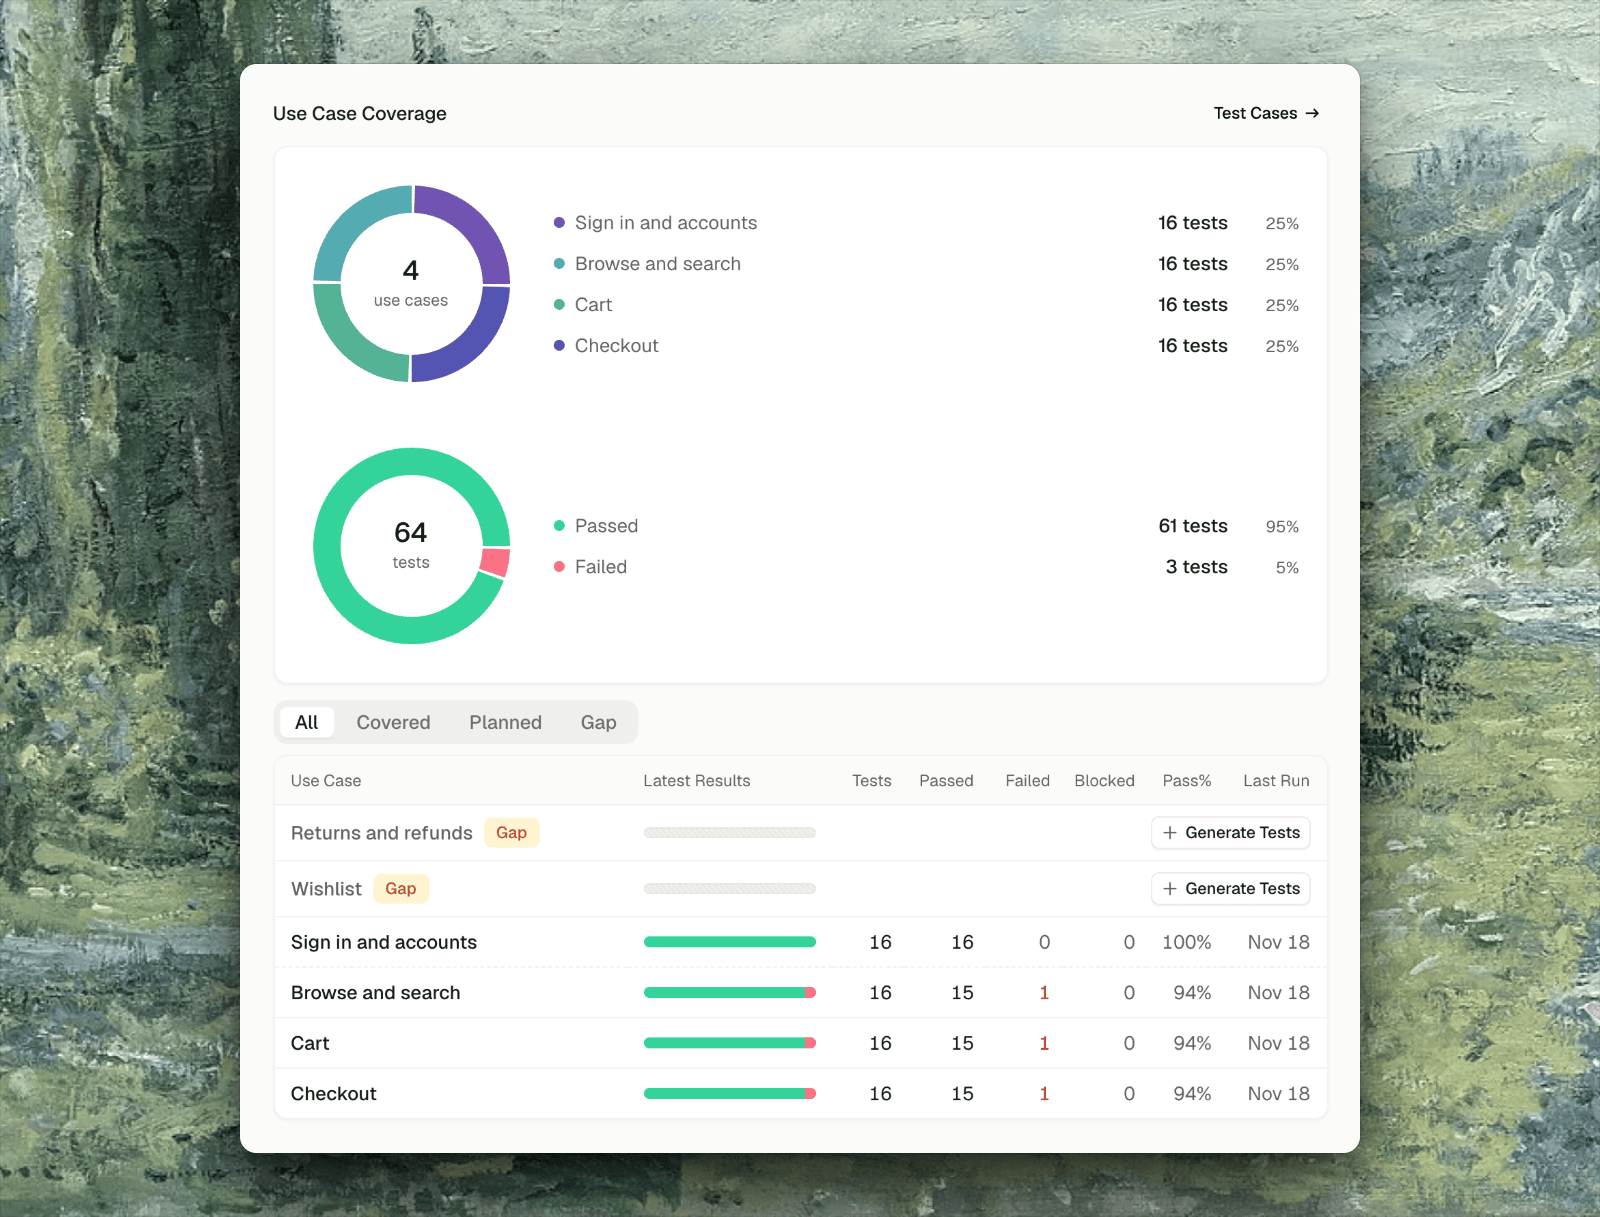 Use Case Coverage
Test Cases →
4
use cases
Sign in and accounts 16 tests 25%
Browse and search 16 tests 25%
Cart 16 tests 25%
Checkout 16 tests 25%
64
tests
Passed 61 tests 95%
Failed 3 tests 5%
All Covered Planned Gap
Use Case Latest Results Tests Passed Failed Blocked Pass% Last Run
Returns and refunds Gap + Generate Tests
Wishlist Gap + Generate Tests
Sign in and accounts 16 16 0 0 100% Nov 18
Browse and search 16 15 1 0 94% Nov 18
Cart 16 15 1 0 94% Nov 18
Checkout 16 15 1 0 94% Nov 18